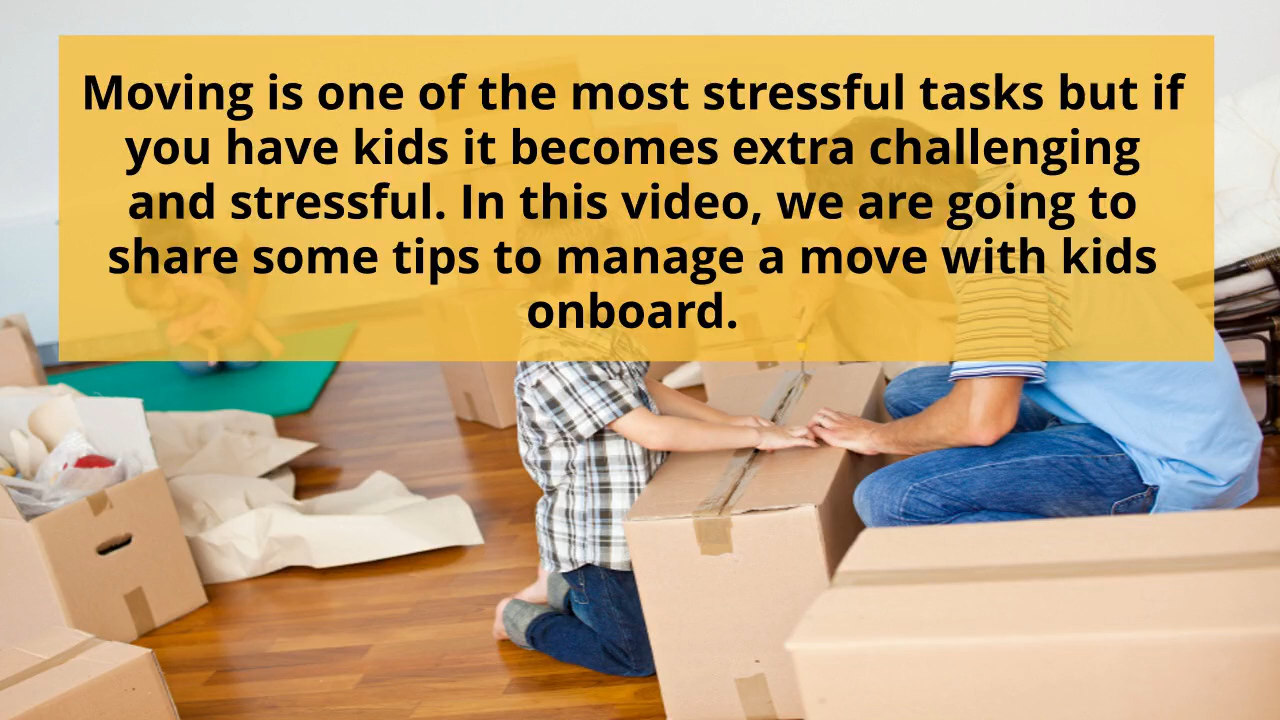 Moving is one of the most stressful tasks but if
you have kids it becomes extra challenging
and stressful. In this video, we are going to
share some tips to manage a move with kids
onboard.